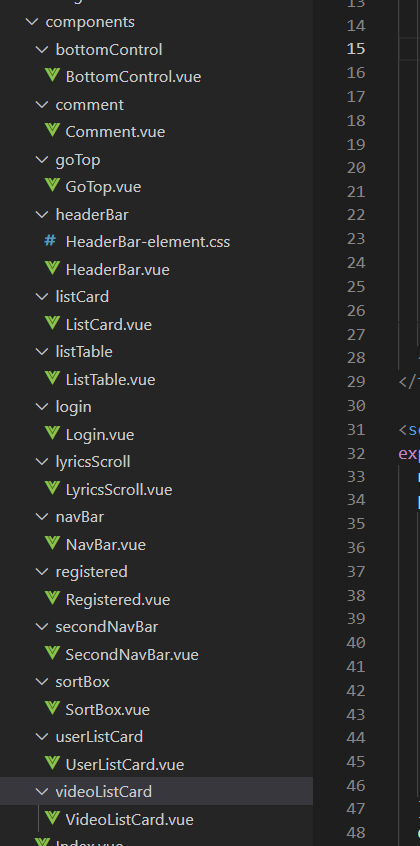 components
bottomControl
BottomControl.vue
comment
Comment.vue
goTop
GoTop.vue
headerBar
# HeaderBar-element.css
HeaderBar.vue
listCard
ListCard.vue
listTable
ListTable.vue
login
Login.vue
lyricsScroll
LyricsScroll.vue
navBar
NavBar.vue
registered
Registered.vue
secondNavBar
SecondNavBar.vue
sortBox
SortBox.vue
userListCard
UserListCard.vue
videoListCard
VideoListCard.vue
Index.vue
13
14
15
16
17
18
19
20
21
22
23
24
25
26
27
28
29 </
30
31 <s
32 exp
33
34
35
36
37
38
39
40
41
42
43
44
45
46
47
48